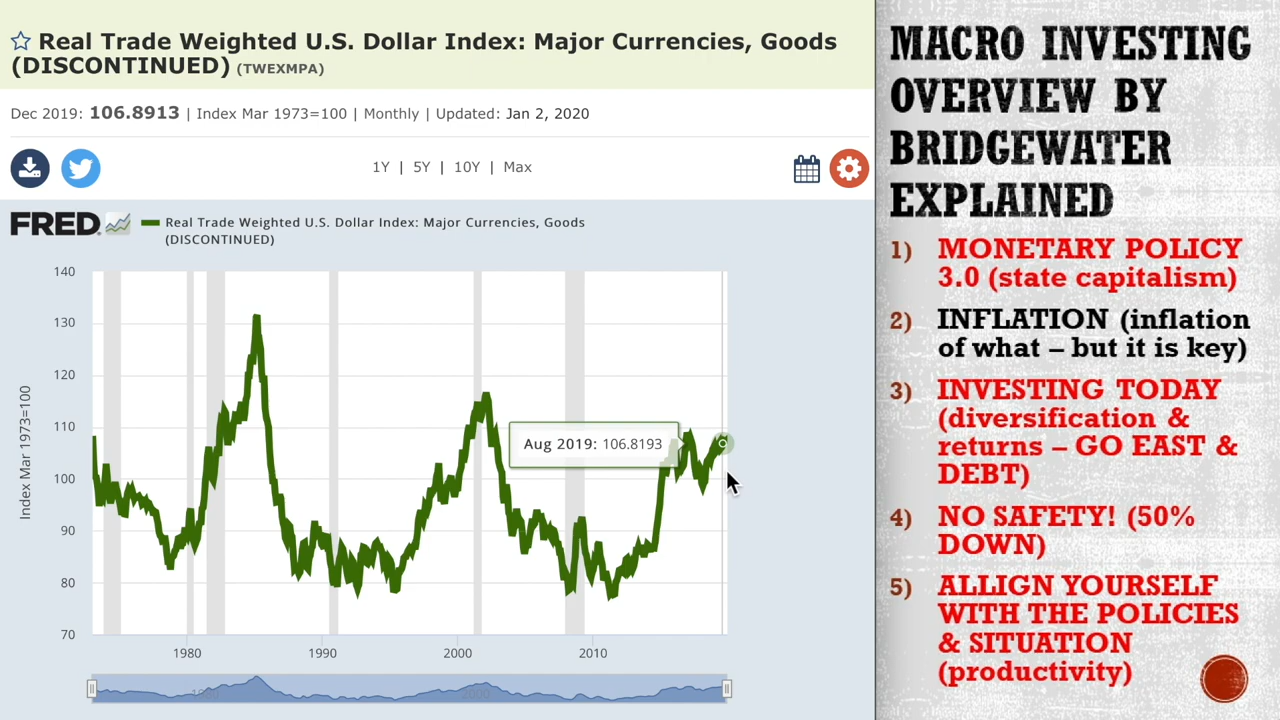 Real Trade Weighted U.S. Dollar Index: Major Currencies, Goods
(DISCONTINUED) (TWEXMPA)
Dec 2019: 106.8913 | Index Mar 1973=100 | Monthly | Updated: Jan 2, 2020
1Y | 5Y | 10Y | Max
FRED
Real Trade Weighted U.S. Dollar Index: Major Currencies, Goods
(DISCONTINUED)
140
130
120
110
100
90
80
70
Index Mar 1973=100
Aug 2019: 106.8193
1980
1990
2000
2010
2000
MACRO INVESTING
OVERVIEW BY
BRIDGEWATER
EXPLAINED
1) MONETARY POLICY
3.0 (state capitalism)
2) INFLATION (inflation
of what – but it is key)
3) INVESTING TODAY
(diversification &
returns – GO EAST &
DEBT)
4) NO SAFETY! (50%
DOWN)
5) ALLIGN YOURSELF
WITH THE POLICIES
& SITUATION
(productivity)